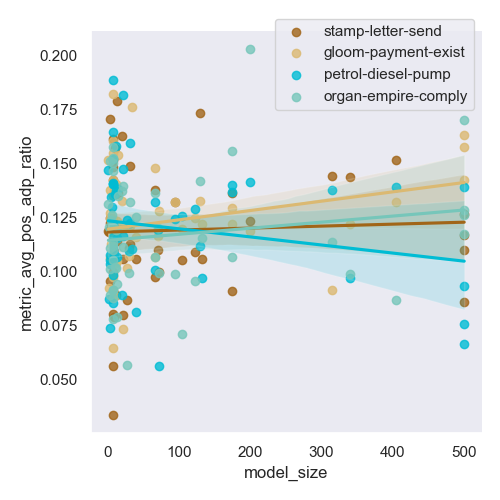 stamp-letter-send
gloom-payment-exist
petrol-diesel-pump
organ-empire-comply
0.200
0.175
0.150
0.125
0.100
0.075
0.050
metric_avg_pos_adp_ratio
0 100 200 300 400 500
model_size